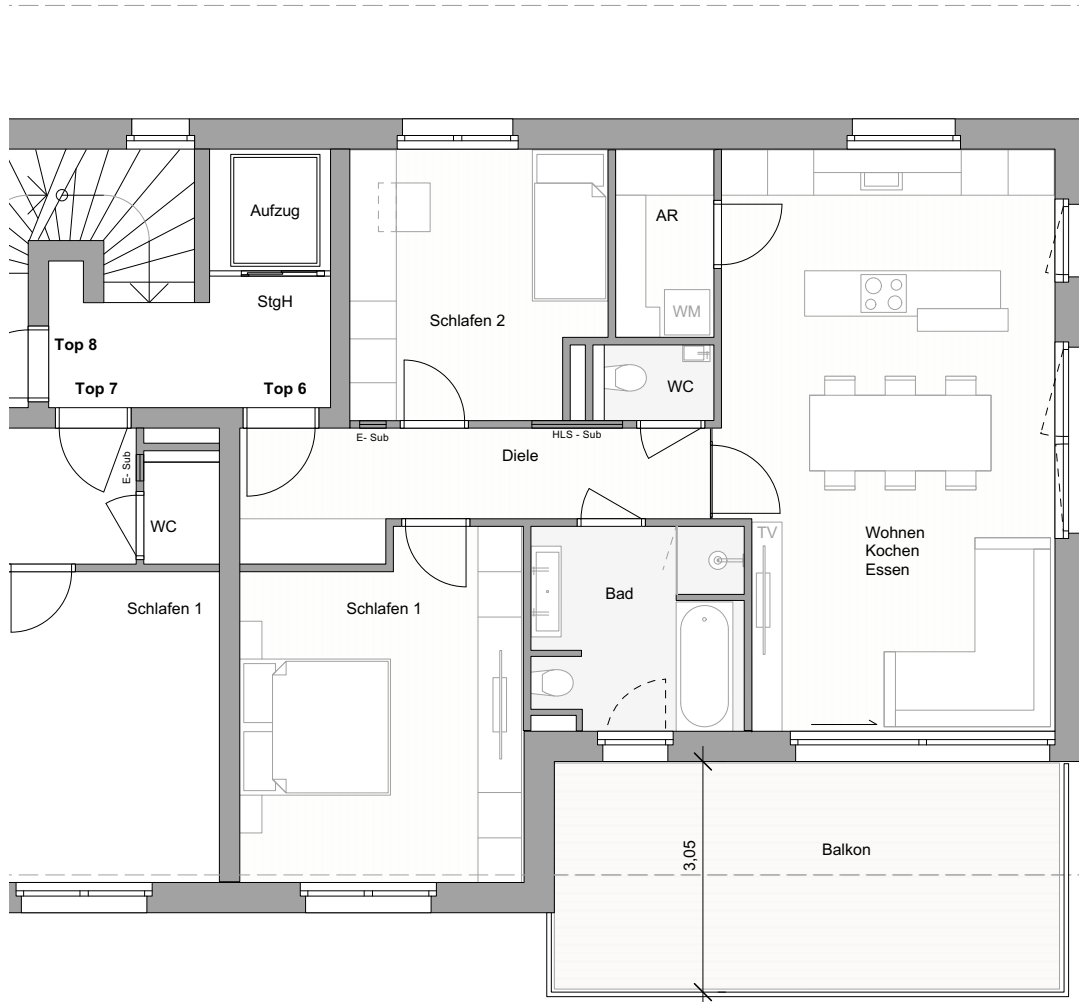 Aufzug
AR
StgH
WM
Schlafen 2
Top 8
Top 7
Top 6
WC
E- Sub
HLS - Sub
Diele
E- Sub
WC
TV
Wohnen
Kochen
Essen
Bad
Schlafen 1
Schlafen 1
Balkon
3,05